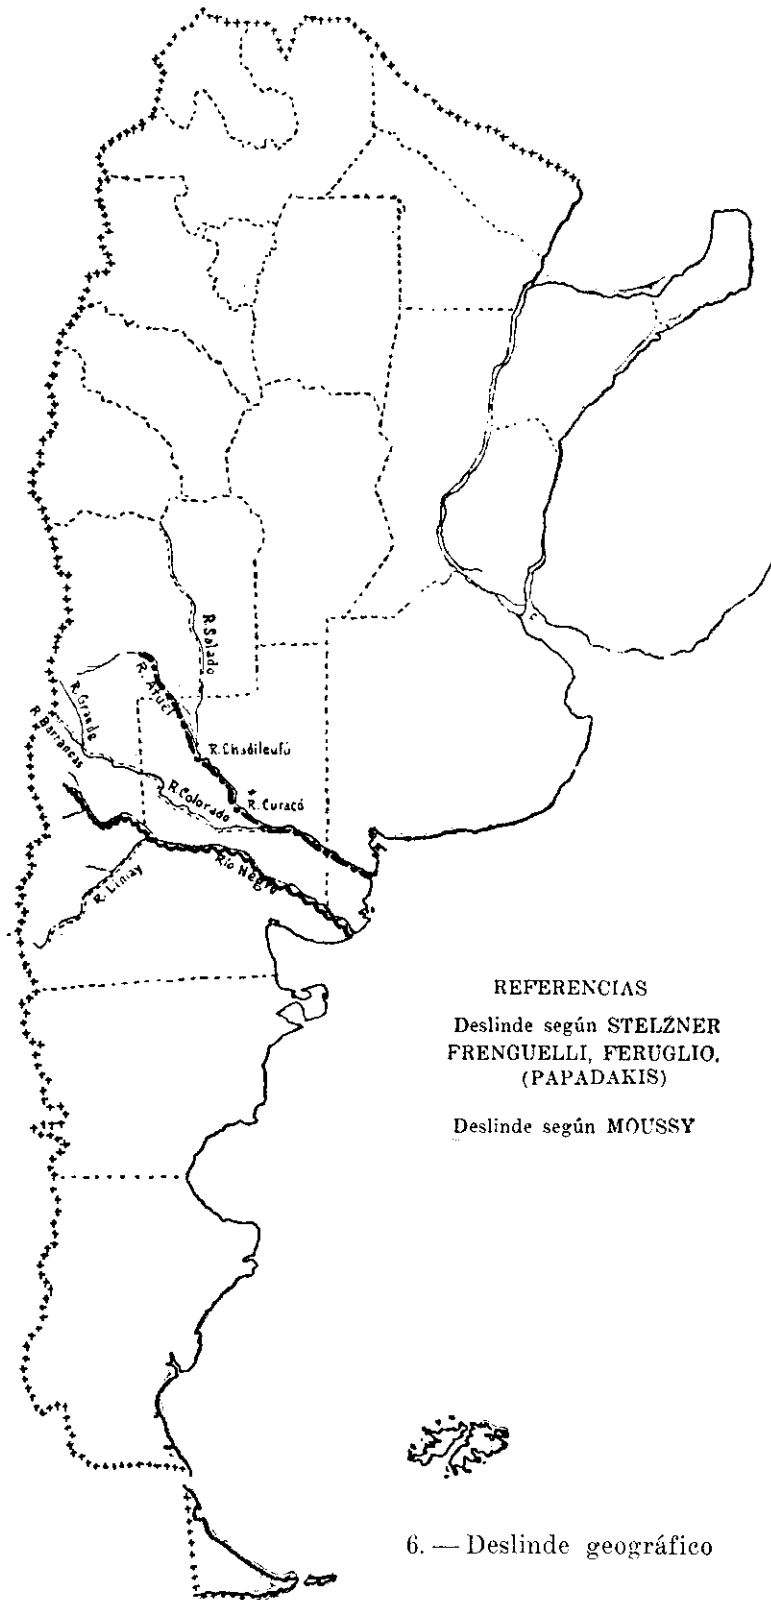 R. Salado
R. Atuel
R. Grande
R. Barrancas
R. Chadileufú
R. Colorado
R. Curacó
Río Negro
R. Limay
REFERENCIAS
Deslinde según STELZNER
FRENGUELLI, FERUGLIO.
(PAPADAKIS)
Deslinde según MOUSSY
6. — Deslinde geográfico